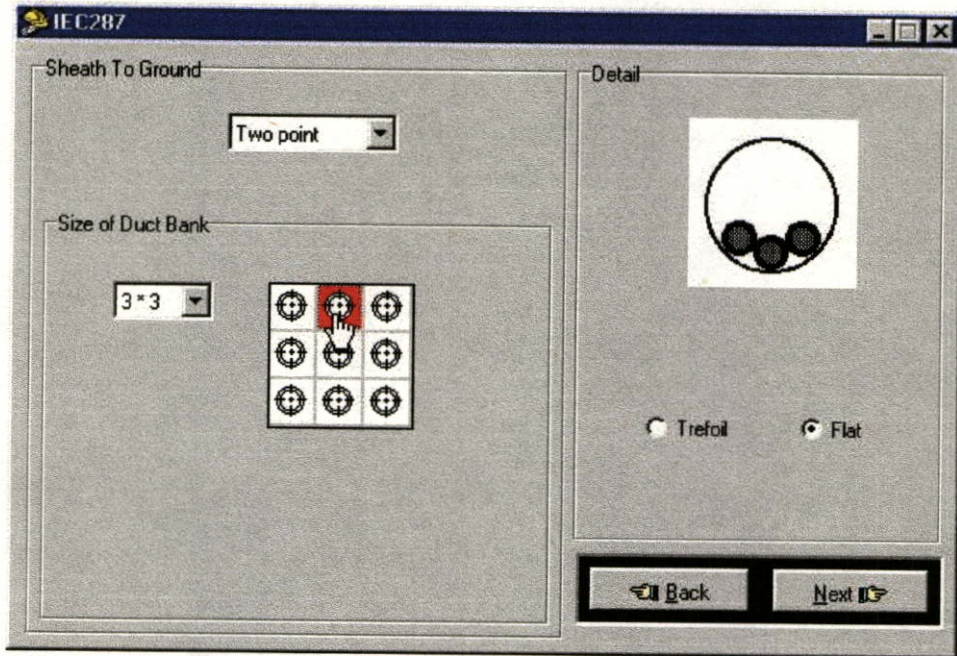 IEC287
Sheath To Ground
Two point
Size of Duct Bank
3 * 3
Detail
Trefoil
Flat
Back
Next